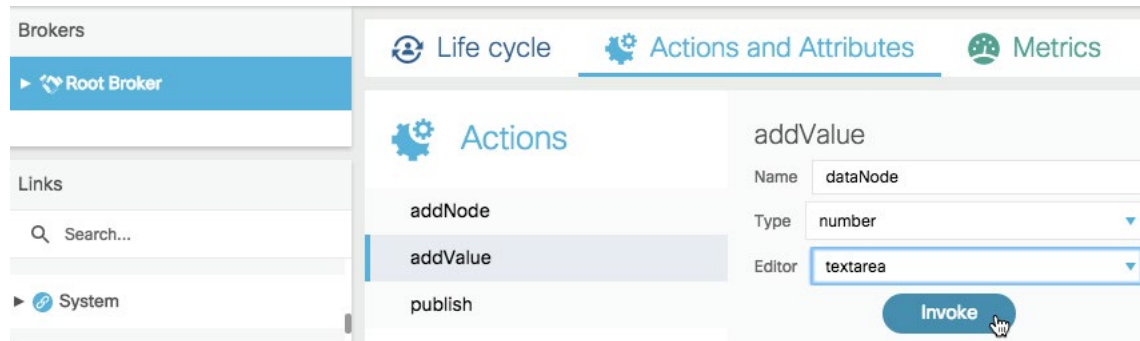 Brokers
Root Broker
Links
Search...
System
Life cycle
Actions and Attributes
Metrics
Actions
addNode
addValue
publish
addValue
Name dataNode
Type number
Editor textarea
Invoke